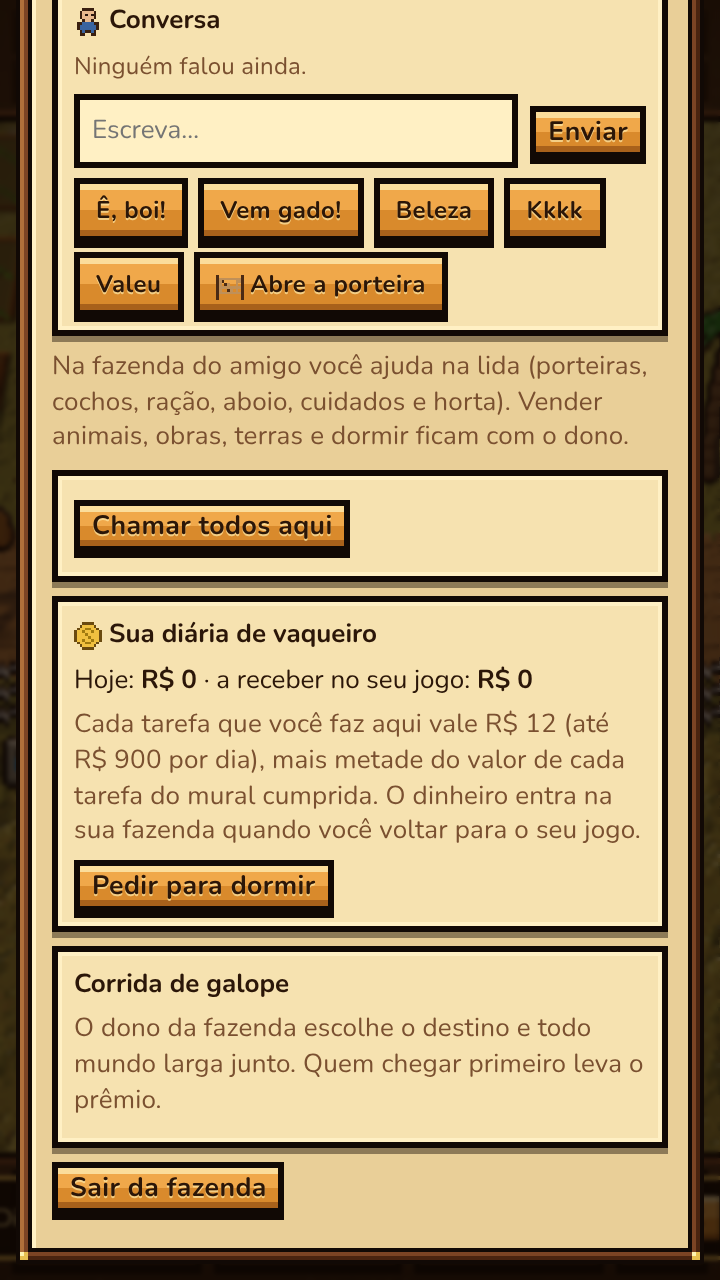 Conversa
Ninguém falou ainda.
Escreva...
Enviar
Ê, boi!
Vem gado!
Beleza
Kkkk
Valeu
Abre a porteira
Na fazenda do amigo você ajuda na lida (porteiras,
cochos, ração, aboio, cuidados e horta). Vender
animais, obras, terras e dormir ficam com o dono.
Chamar todos aqui
Sua diária de vaqueiro
Hoje: R$ 0 · a receber no seu jogo: R$ 0
Cada tarefa que você faz aqui vale R$ 12 (até
R$ 900 por dia), mais metade do valor de cada
tarefa do mural cumprida. O dinheiro entra na
sua fazenda quando você voltar para o seu jogo.
Pedir para dormir
Corrida de galope
O dono da fazenda escolhe o destino e todo
mundo larga junto. Quem chegar primeiro leva o
prêmio.
Sair da fazenda